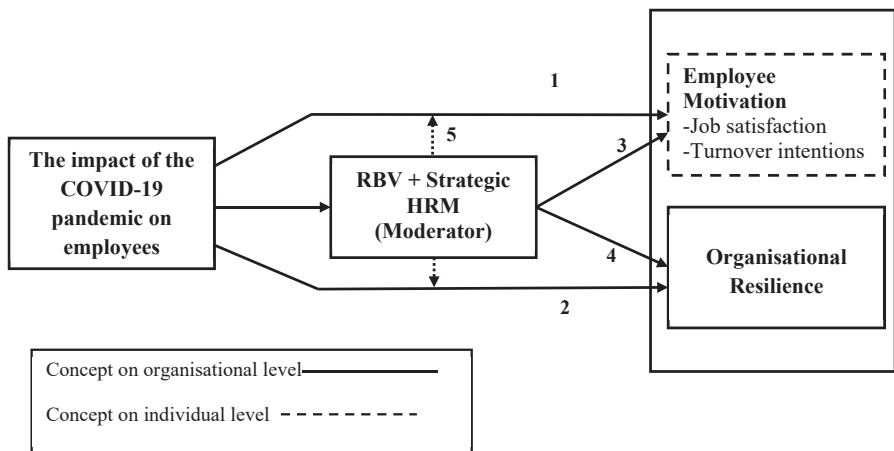 1
Employee
Motivation
-Job satisfaction
-Turnover intentions
The impact of the
COVID-19
pandemic on
employees
5
3
RBV + Strategic
HRM
(Moderator)
4
Organisational
Resilience
2
Concept on organisational level
Concept on individual level